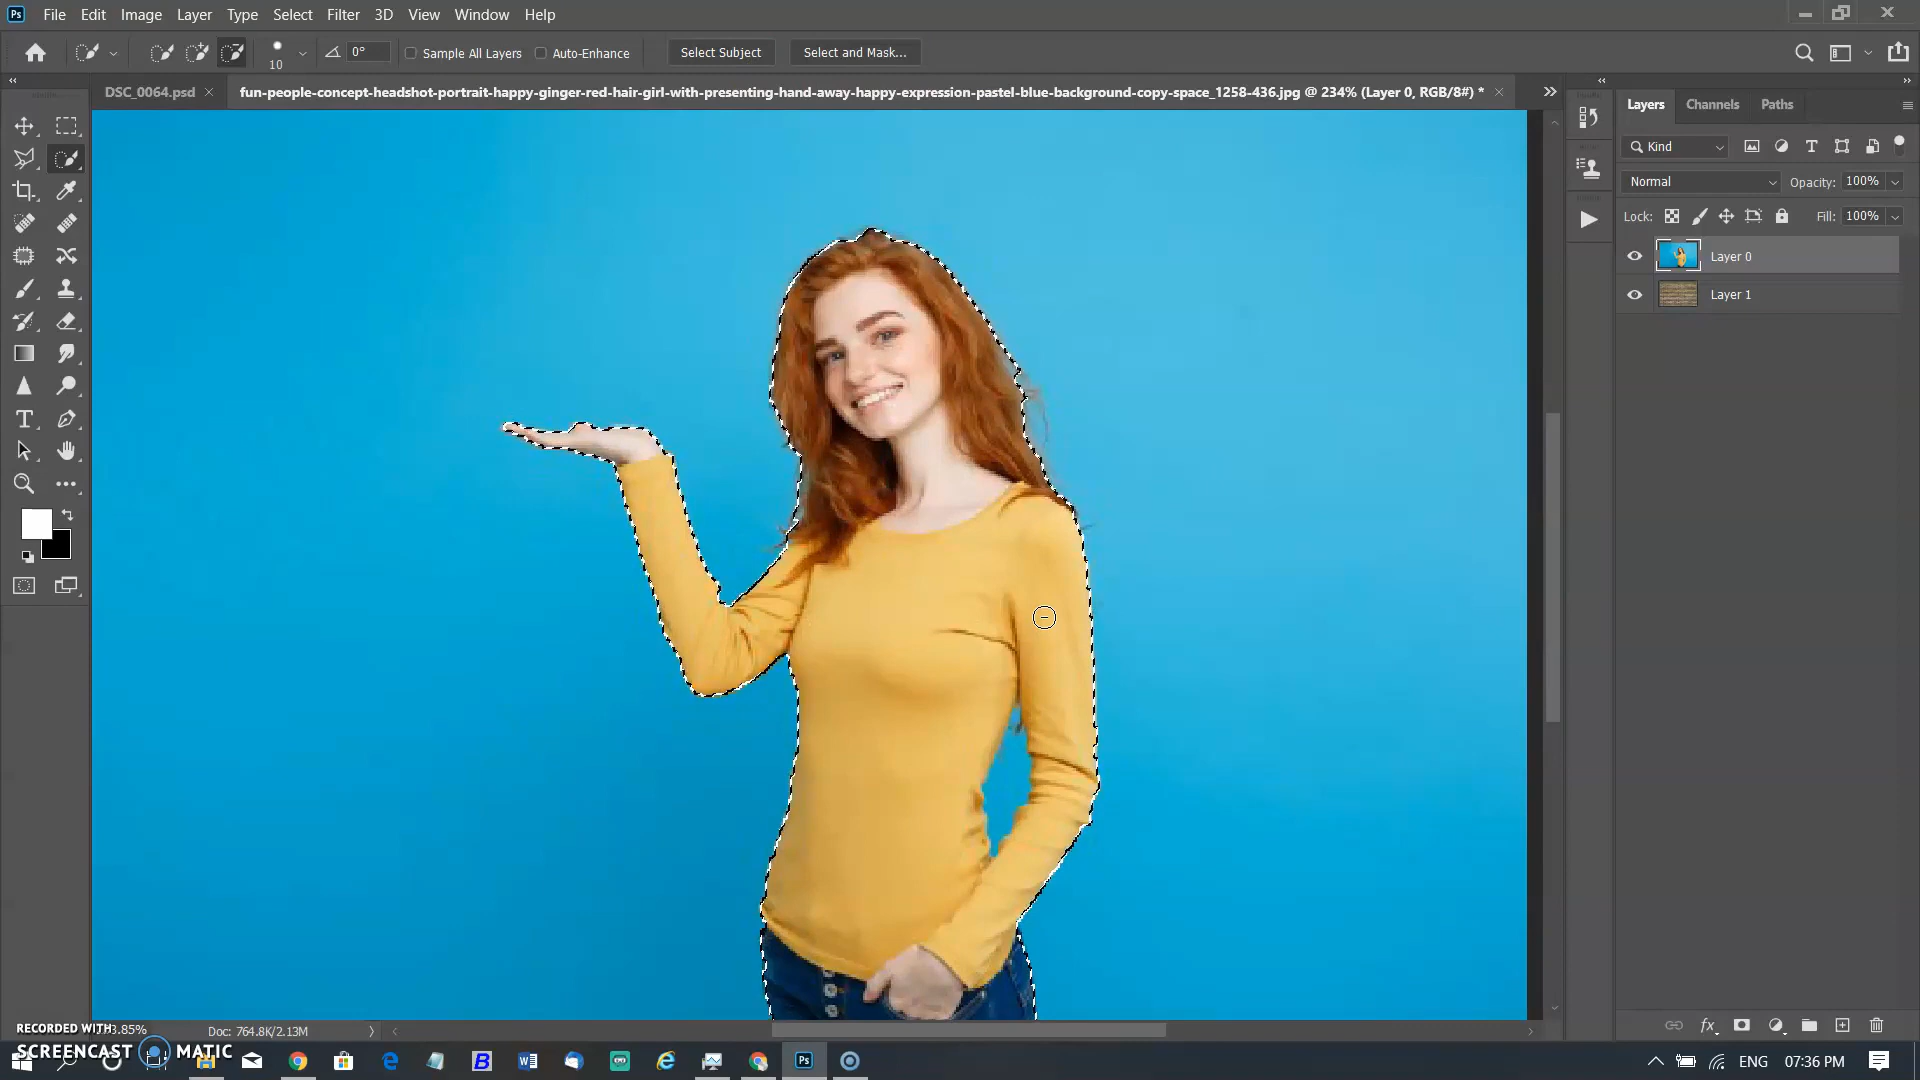 Ps File Edit Image Layer Type Select Filter 3D View Window Help
10 0° Sample All Layers Auto-Enhance Select Subject Select and Mask...
DSC_0064.psd × fun-people-concept-headshot-portrait-happy-ginger-red-hair-girl-with-presenting-hand-away-happy-expression-pastel-blue-background-copy-space_1258-436.jpg @ 234% (Layer 0, RGB/8#) * ×
Layers Channels Paths
Kind
Normal Opacity: 100%
Lock: Fill: 100%
Layer 0
Layer 1
RECORDED WITH
SCREENCAST MATIC
3.85% Doc: 764.8K/2.13M
ENG 07:36 PM